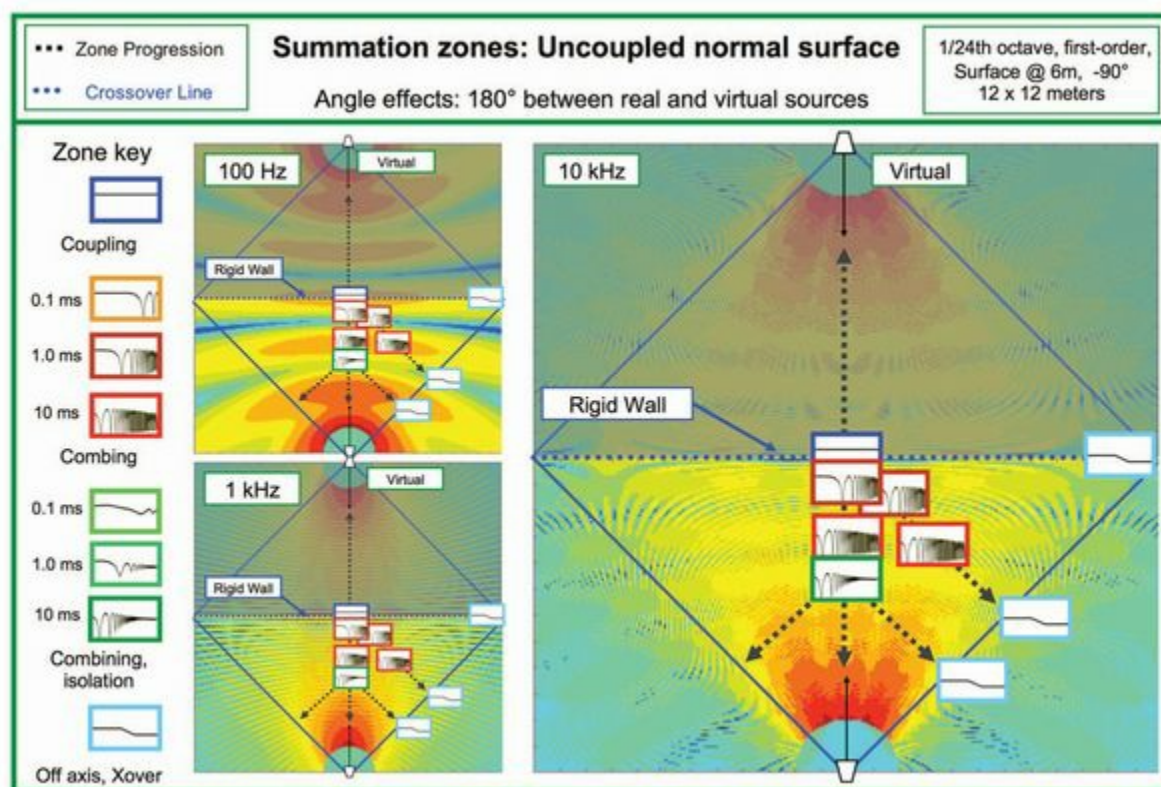 Zone Progression
Crossover Line
Summation zones: Uncoupled normal surface
Angle effects: 180° between real and virtual sources
1/24th octave, first-order,
Surface @ 6m, -90°
12 x 12 meters
Zone key
Coupling
0.1 ms
1.0 ms
10 ms
Combing
0.1 ms
1.0 ms
10 ms
Combining,
isolation
Off axis, Xover
100 Hz
Virtual
Rigid Wall
1 kHz
Virtual
Rigid Wall
10 kHz
Virtual
Rigid Wall